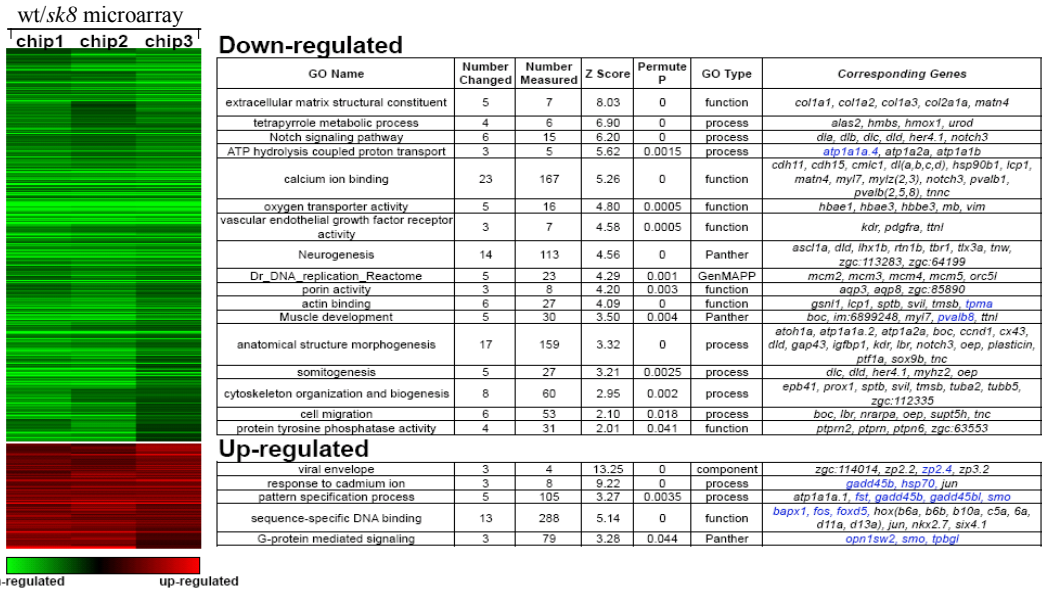 wt/sk8 microarray
chip1 chip2 chip3
Down-regulated
GO Name Number Changed Number Measured Z Score Permute P GO Type Corresponding Genes
extracellular matrix structural constituent 5 7 8.03 0 function col1a1, col1a2, col1a3, col2a1a, matn4
tetrapyrrole metabolic process 4 6 6.90 0 process alas2, hmbs, hmox1, urod
Notch signaling pathway 6 15 6.20 0 process dla, dlb, dlc, dld, her4.1, notch3
ATP hydrolysis coupled proton transport 3 5 5.62 0.0015 process atp1a1a.4, atp1a2a, atp1a1b
calcium ion binding 23 167 5.26 0 function cdh11, cdh15, cmlc1, dl(a,b,c,d), hsp90b1, lcp1, matn4, myl7, mylz(2,3), notch3, pvalb1, pvalb(2,5,8), tnnc
oxygen transporter activity 5 16 4.80 0.0005 function hbae1, hbae3, hbbe3, mb, vim
vascular endothelial growth factor receptor activity 3 7 4.58 0.0005 function kdr, pdgfra, ttnl
Neurogenesis 14 113 4.56 0 Panther ascl1a, dld, lhx1b, rtn1b, tbr1, tlx3a, tnw, zgc:113283, zgc:64199
Dr_DNA_replication_Reactome 5 23 4.29 0.001 GenMAPP mcm2, mcm3, mcm4, mcm5, orc5l
porin activity 3 8 4.20 0.003 function aqp3, aqp8, zgc:85890
actin binding 6 27 4.09 0 function gsnl1, lcp1, sptb, svil, tmsb, tpma
Muscle development 5 30 3.50 0.004 Panther boc, im:6899248, myl7, pvalb8, ttnl
anatomical structure morphogenesis 17 159 3.32 0 process atoh1a, atp1a1a.2, atp1a2a, boc, ccnd1, cx43, dld, gap43, igfbp1, kdr, lbr, notch3, oep, plasticin, ptf1a, sox9b, tnc
somitogenesis 5 27 3.21 0.0025 process dlc, dld, her4.1, myhz2, oep
cytoskeleton organization and biogenesis 8 60 2.95 0.002 process epb41, prox1, sptb, svil, tmsb, tuba2, tubb5, zgc:112335
cell migration 6 53 2.10 0.018 process boc, lbr, nrarpa, oep, supt5h, tnc
protein tyrosine phosphatase activity 4 31 2.01 0.041 function ptprn2, ptprn, ptpn6, zgc:63553
Up-regulated
viral envelope 3 4 13.25 0 component zgc:114014, zp2.2, zp2.4, zp3.2
response to cadmium ion 3 8 9.22 0 process gadd45b, hsp70, jun
pattern specification process 5 105 3.27 0.0035 process atp1a1a.1, fst, gadd45b, gadd45bl, smo
sequence-specific DNA binding 13 288 5.14 0 function bapx1, fos, foxd5, hox(b6a, b6b, b10a, c5a, 6a, d11a, d13a), jun, nkx2.7, six4.1
G-protein mediated signaling 3 79 3.28 0.044 Panther opn1sw2, smo, tpbgl
n-regulated up-regulated